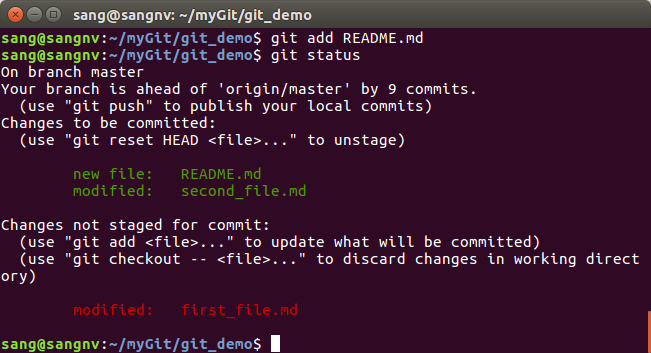 sang@sangnv: ~/myGit/git_demo
sang@sangnv:~/myGit/git_demo$ git add README.md
sang@sangnv:~/myGit/git_demo$ git status
On branch master
Your branch is ahead of 'origin/master' by 9 commits.
  (use "git push" to publish your local commits)
Changes to be committed:
  (use "git reset HEAD <file>..." to unstage)
        new file:   README.md
        modified:   second_file.md
Changes not staged for commit:
  (use "git add <file>..." to update what will be committed)
  (use "git checkout -- <file>..." to discard changes in working direct
ory)
        modified:   first_file.md
sang@sangnv:~/myGit/git_demo$